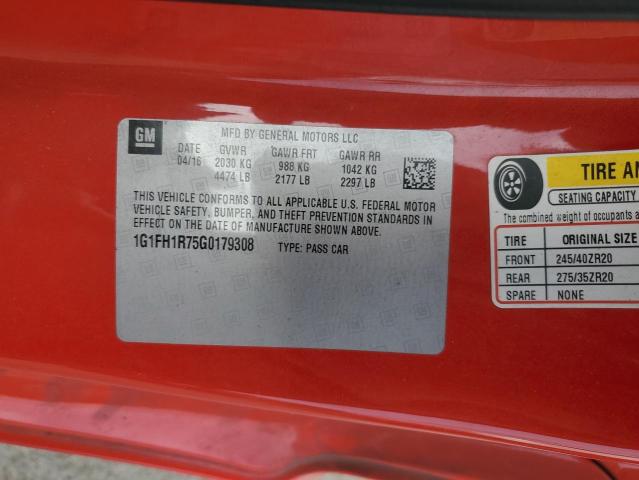 GM
MFD BY GENERAL MOTORS LLC
DATE GVWR GAWR FRT GAWR RR
04/16 2030 KG 988 KG 1042 KG
4474 LB 2177 LB 2297 LB
THIS VEHICLE CONFORMS TO ALL APPLICABLE U.S. FEDERAL MOTOR
VEHICLE SAFETY, BUMPER, AND THEFT PREVENTION STANDARDS IN
EFFECT ON THE DATE OF MANUFACTURE SHOWN ABOVE.
1G1FH1R75G0179308 TYPE: PASS CAR
TIRE AN
SEATING CAPACITY
The combined weight of occupants a
TIRE ORIGINAL SIZE
FRONT 245/40ZR20
REAR 275/35ZR20
SPARE NONE